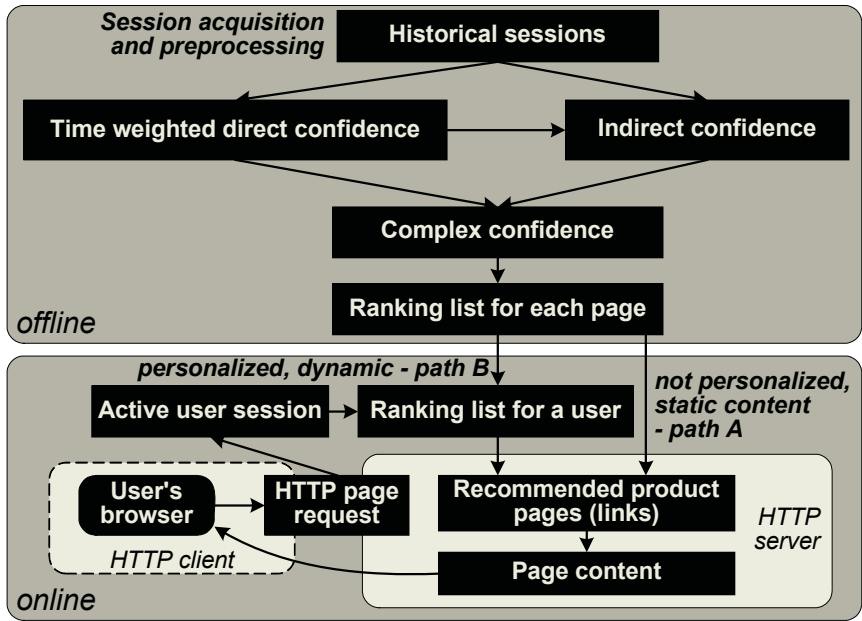 Session acquisition
and preprocessing
Historical sessions
Time weighted direct confidence
Indirect confidence
Complex confidence
Ranking list for each page
offline
personalized, dynamic - path B
not personalized,
static content
- path A
Active user session
Ranking list for a user
User's
browser
HTTP page
request
Recommended product
pages (links)
HTTP
server
HTTP client
Page content
online